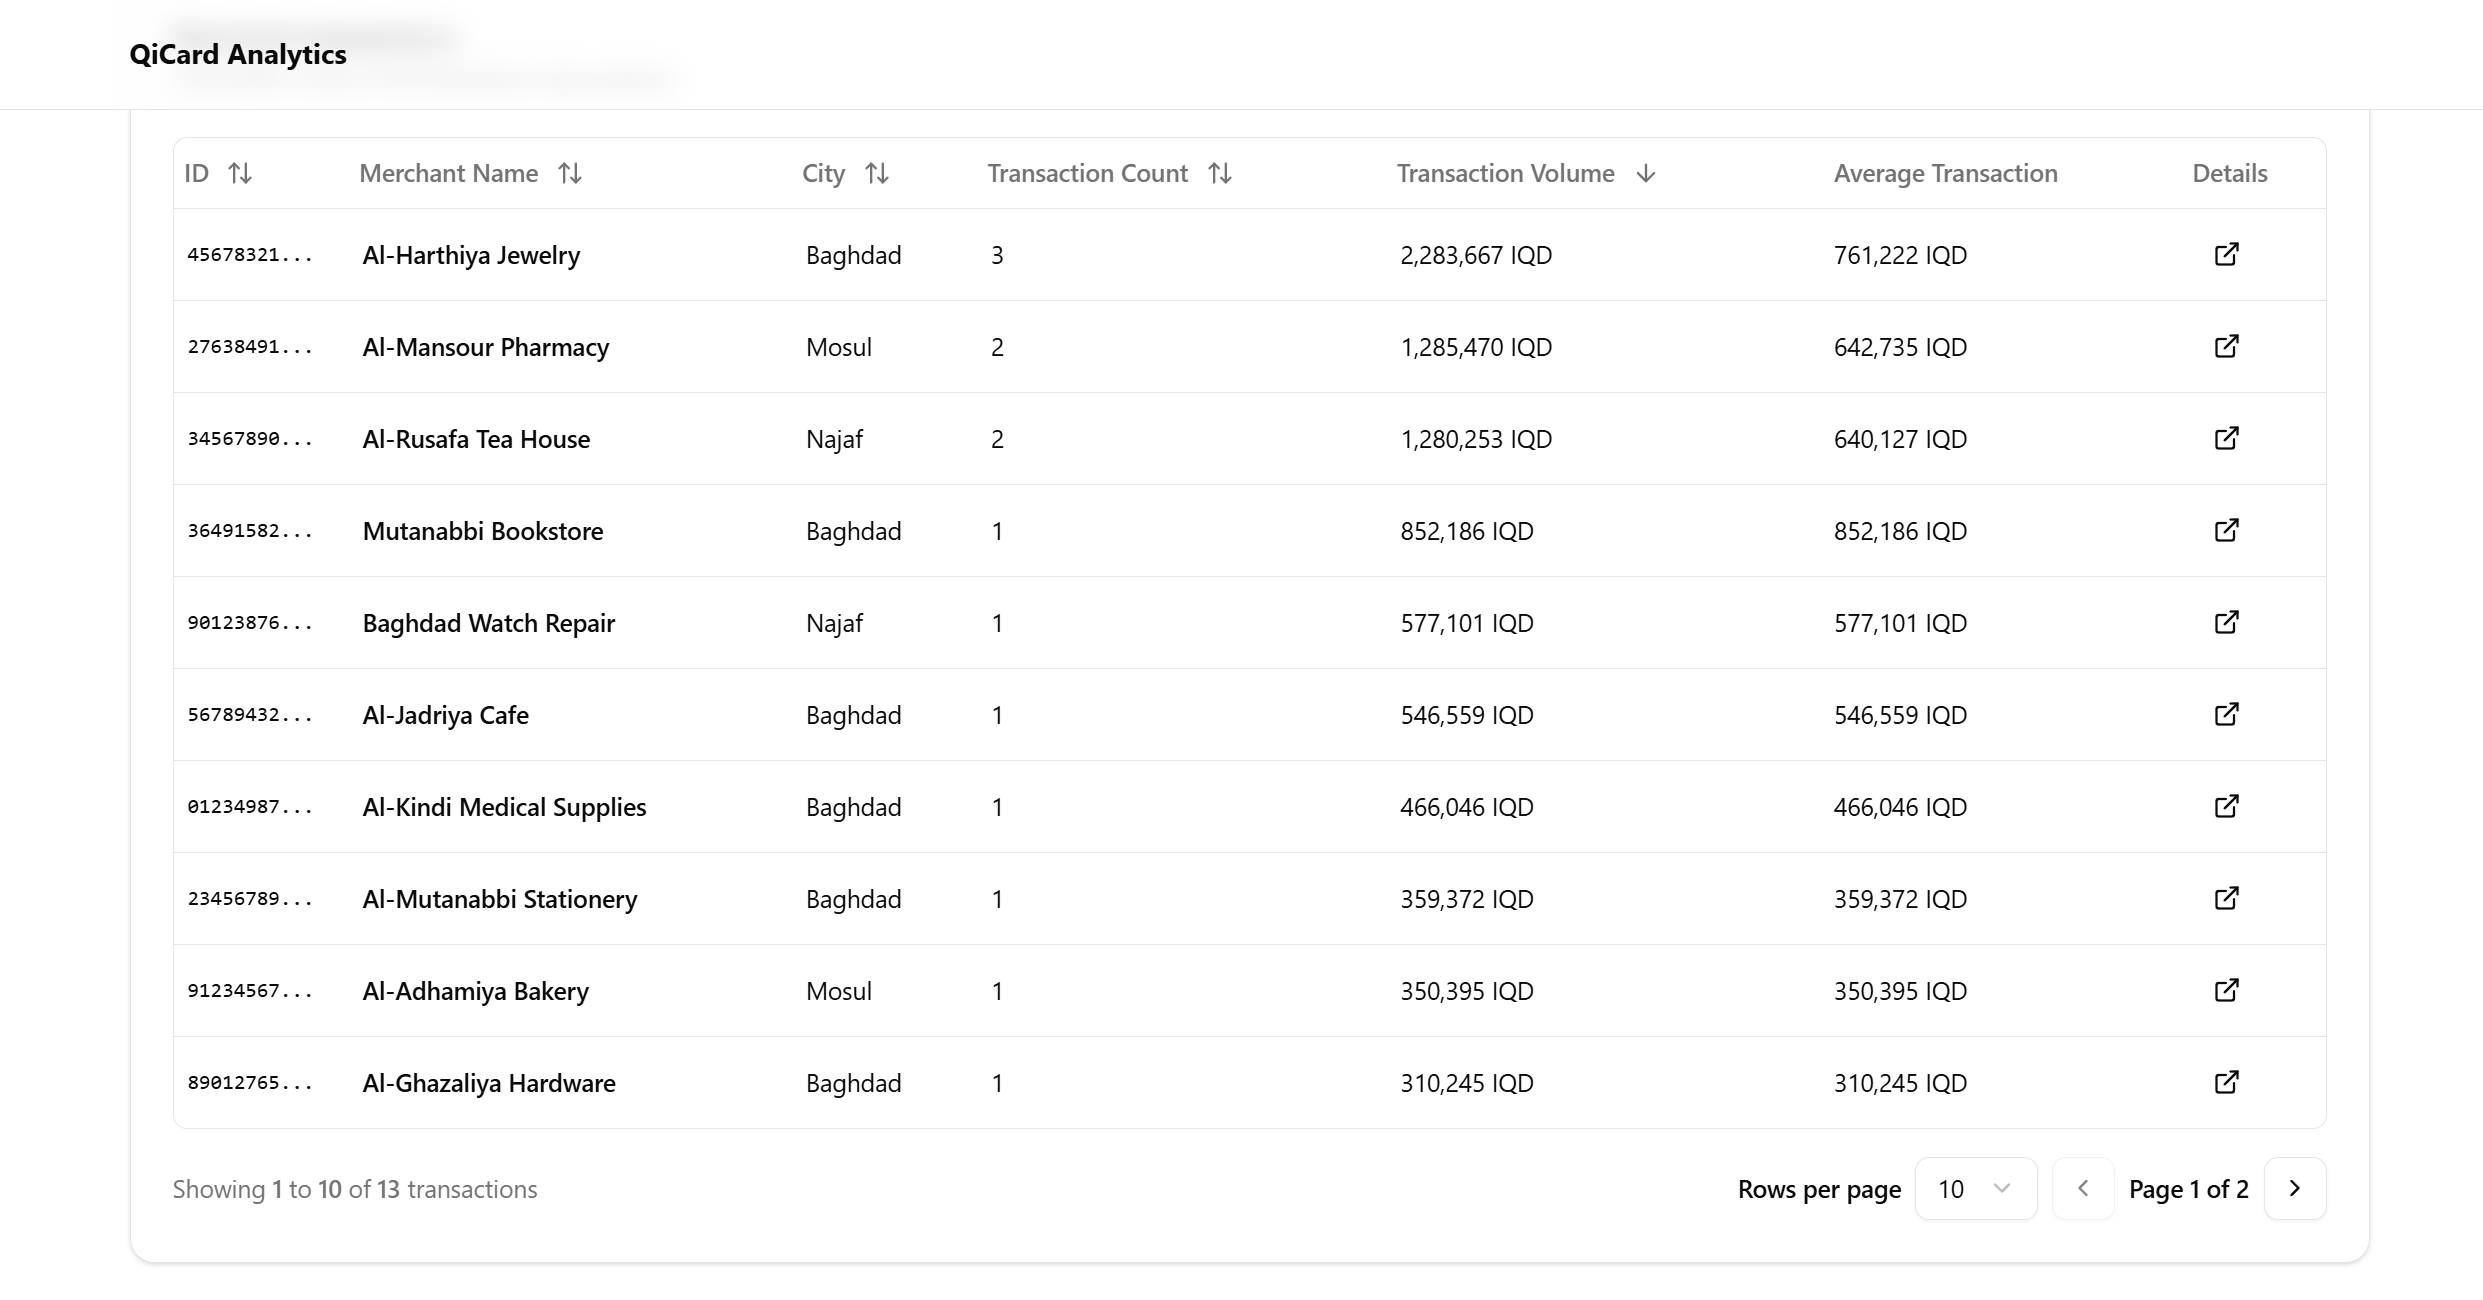 QiCard Analytics
ID Merchant Name City Transaction Count Transaction Volume Average Transaction Details
45678321... Al-Harthiya Jewelry Baghdad 3 2,283,667 IQD 761,222 IQD
27638491... Al-Mansour Pharmacy Mosul 2 1,285,470 IQD 642,735 IQD
34567890... Al-Rusafa Tea House Najaf 2 1,280,253 IQD 640,127 IQD
36491582... Mutanabbi Bookstore Baghdad 1 852,186 IQD 852,186 IQD
90123876... Baghdad Watch Repair Najaf 1 577,101 IQD 577,101 IQD
56789432... Al-Jadriya Cafe Baghdad 1 546,559 IQD 546,559 IQD
01234987... Al-Kindi Medical Supplies Baghdad 1 466,046 IQD 466,046 IQD
23456789... Al-Mutanabbi Stationery Baghdad 1 359,372 IQD 359,372 IQD
91234567... Al-Adhamiya Bakery Mosul 1 350,395 IQD 350,395 IQD
89012765... Al-Ghazaliya Hardware Baghdad 1 310,245 IQD 310,245 IQD
Showing 1 to 10 of 13 transactions Rows per page 10 Page 1 of 2